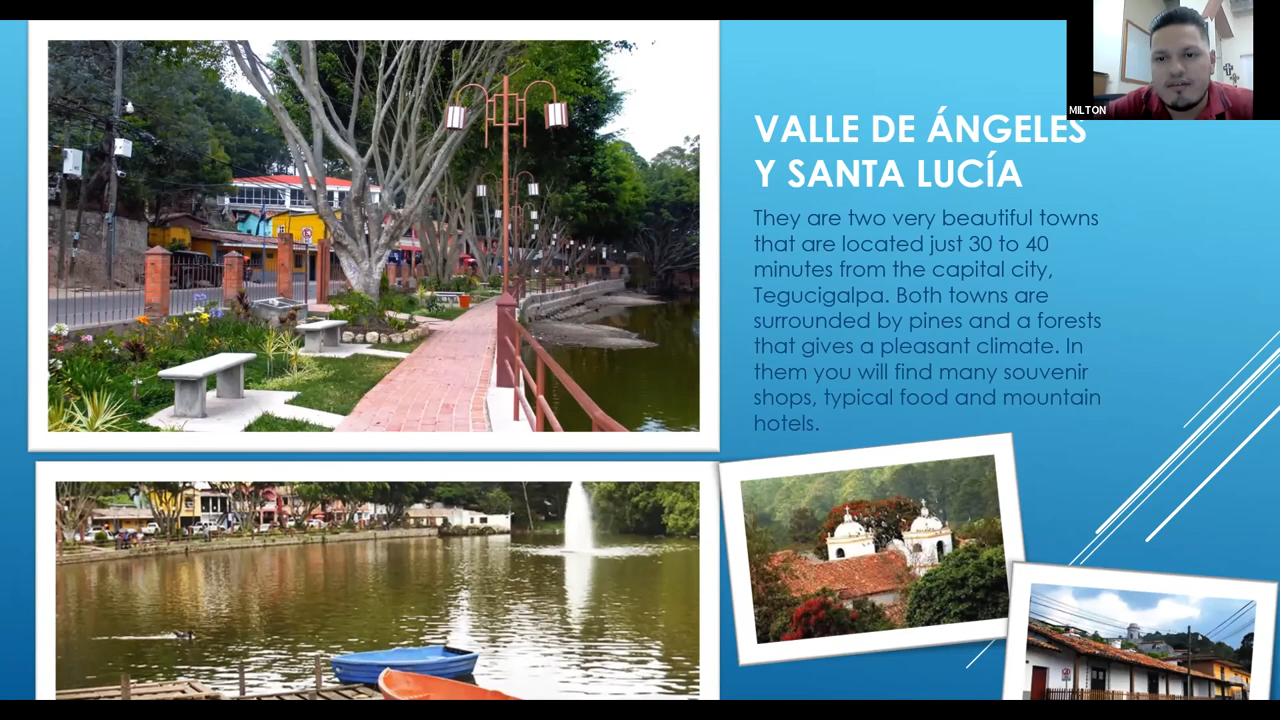 MILTON
VALLE DE ÁNGELES
Y SANTA LUCÍA
They are two very beautiful towns
that are located just 30 to 40
minutes from the capital city,
Tegucigalpa. Both towns are
surrounded by pines and a forests
that gives a pleasant climate. In
them you will find many souvenir
shops, typical food and mountain
hotels.